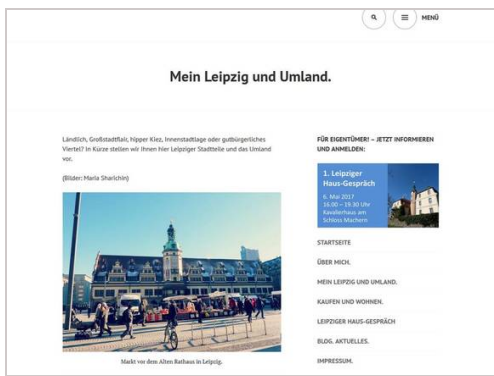 MENÜ
Mein Leipzig und Umland.
Ländlich, Großstadtflair, hipper Kiez, Innenstadtlage oder gutbürgerliches
Viertel? In Kürze stellen wir Ihnen hier Leipziger Stadtteile und das Umland
vor.
(Bilder: Maria Sharichin)
Markt vor dem Alten Rathaus in Leipzig.
FÜR EIGENTÜMER! – JETZT INFORMIEREN
UND ANMELDEN:
1. Leipziger
Haus-Gespräch
6. Mai 2017
16.00 – 19.30 Uhr
Kavalierhaus am
Schloss Machern
STARTSEITE
ÜBER MICH.
MEIN LEIPZIG UND UMLAND.
KAUFEN UND WOHNEN.
LEIPZIGER HAUS-GESPRÄCH
BLOG. AKTUELLES.
IMPRESSUM.